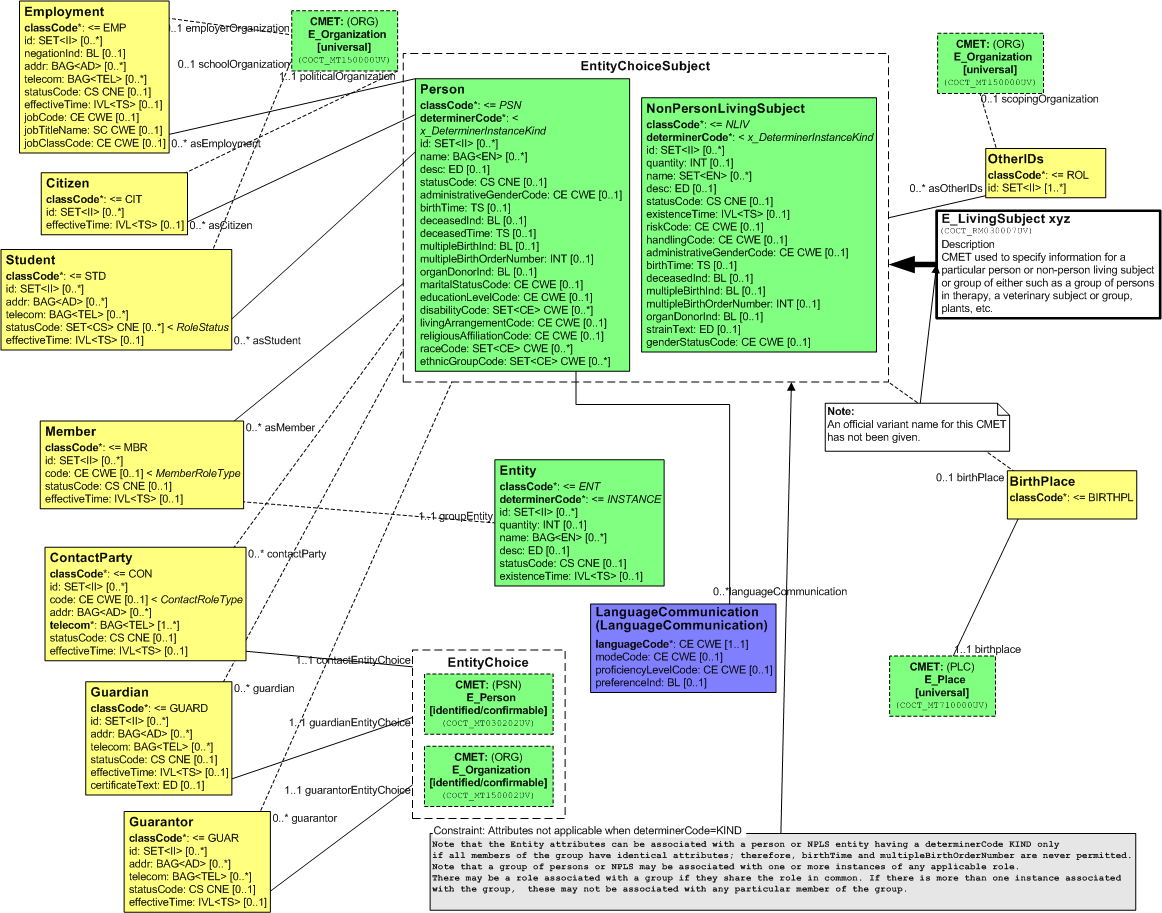 Employment
classCode*: <= EMP
id: SET<II> [0..*]
negationInd: BL [0..1]
addr: BAG<AD> [0..*]
telecom: BAG<TEL> [0..*]
statusCode: CS CNE [0..1]
effectiveTime: IVL<TS> [0..1]
jobCode: CE CWE [0..1]
jobTitleName: SC CWE [0..1]
jobClassCode: CE CWE [0..1]
0..1 employerOrganization
0..1 schoolOrganization
1..1 politicalOrganization
0..* asEmployment
CMET: (ORG)
E_Organization
[universal]
(COCT_MT150000UV)
Citizen
classCode*: <= CIT
id: SET<II> [0..*]
effectiveTime: IVL<TS> [0..1]
0..* asCitizen
Student
classCode*: <= STD
id: SET<II> [0..*]
addr: BAG<AD> [0..*]
telecom: BAG<TEL> [0..*]
statusCode: SET<CS> CNE [0..*] < RoleStatus
effectiveTime: IVL<TS> [0..1]
0..* asStudent
EntityChoiceSubject
Person
classCode*: <= PSN
determinerCode*: <
x_DeterminerInstanceKind
id: SET<II> [0..*]
name: BAG<EN> [0..*]
desc: ED [0..1]
statusCode: CS CNE [0..1]
administrativeGenderCode: CE CWE [0..1]
birthTime: TS [0..1]
deceasedInd: BL [0..1]
deceasedTime: TS [0..1]
multipleBirthInd: BL [0..1]
multipleBirthOrderNumber: INT [0..1]
organDonorInd: BL [0..1]
maritalStatusCode: CE CWE [0..1]
educationLevelCode: CE CWE [0..1]
disabilityCode: SET<CE> CWE [0..*]
livingArrangementCode: CE CWE [0..1]
religiousAffiliationCode: CE CWE [0..1]
raceCode: SET<CE> CWE [0..*]
ethnicGroupCode: SET<CE> CWE [0..*]
NonPersonLivingSubject
classCode*: <= NLIV
determinerCode*: < x_DeterminerInstanceKind
id: SET<II> [0..*]
quantity: INT [0..1]
name: SET<EN> [0..*]
desc: ED [0..1]
statusCode: CS CNE [0..1]
existenceTime: IVL<TS> [0..1]
riskCode: CE CWE [0..1]
handlingCode: CE CWE [0..1]
administrativeGenderCode: CE CWE [0..1]
birthTime: TS [0..1]
deceasedInd: BL [0..1]
multipleBirthInd: BL [0..1]
multipleBirthOrderNumber: INT [0..1]
organDonorInd: BL [0..1]
strainText: ED [0..1]
genderStatusCode: CE CWE [0..1]
CMET: (ORG)
E_Organization
[universal]
(COCT_MT150000UV)
0..1 scopingOrganization
OtherIDs
classCode*: <= ROL
id: SET<II> [1..*]
0..* asOtherIDs
E_LivingSubject xyz
(COCT_RM030007UV)
Description
CMET used to specify information for a
particular person or non-person living subject
or group of either such as a group of persons
in therapy, a veterinary subject or group,
plants, etc.
Note:
An official variant name for this CMET
has not been given.
0..1 birthPlace
BirthPlace
classCode*: <= BIRTHPL
1..1 birthplace
CMET: (PLC)
E_Place
[universal]
(COCT_MT710000UV)
Member
classCode*: <= MBR
id: SET<II> [0..*]
code: CE CWE [0..1] < MemberRoleType
statusCode: CS CNE [0..1]
effectiveTime: IVL<TS> [0..1]
0..* asMember
1..1 groupEntity
Entity
classCode*: <= ENT
determinerCode*: <= INSTANCE
id: SET<II> [0..*]
quantity: INT [0..1]
name: BAG<EN> [0..*]
desc: ED [0..1]
statusCode: CS CNE [0..1]
existenceTime: IVL<TS> [0..1]
0..*languageCommunication
LanguageCommunication
(LanguageCommunication)
languageCode*: CE CWE [1..1]
modeCode: CE CWE [0..1]
proficiencyLevelCode: CE CWE [0..1]
preferenceInd: BL [0..1]
ContactParty
classCode*: <= CON
id: SET<II> [0..*]
code: CE CWE [0..1] < ContactRoleType
addr: BAG<AD> [0..*]
telecom*: BAG<TEL> [1..*]
statusCode: CS CNE [0..1]
effectiveTime: IVL<TS> [0..1]
0..* contactParty
1..1 contactEntityChoice
Guardian
classCode*: <= GUARD
id: SET<II> [0..*]
addr: BAG<AD> [0..*]
telecom: BAG<TEL> [0..*]
statusCode: CS CNE [0..1]
effectiveTime: IVL<TS> [0..1]
certificateText: ED [0..1]
0..* guardian
1..1 guardianEntityChoice
EntityChoice
CMET: (PSN)
E_Person
[identified/confirmable]
(COCT_MT030202UV)
CMET: (ORG)
E_Organization
[identified/confirmable]
(COCT_MT150002UV)
1..1 guarantorEntityChoice
0..* guarantor
Guarantor
classCode*: <= GUAR
id: SET<II> [0..*]
addr: BAG<AD> [0..*]
telecom: BAG<TEL> [0..*]
statusCode: CS CNE [0..1]
effectiveTime: IVL<TS> [0..1]
Constraint: Attributes not applicable when determinerCode=KIND
Note that the Entity attributes can be associated with a person or NPLS entity having a determinerCode KIND only
if all members of the group have identical attributes; therefore, birthTime and multipleBirthOrderNumber are never permitted.
Note that a group of persons or NPLS may be associated with one or more instances of any applicable role.
There may be a role associated with a group if they share the role in common. If there is more than one instance associated
with the group, these may not be associated with any particular member of the group.